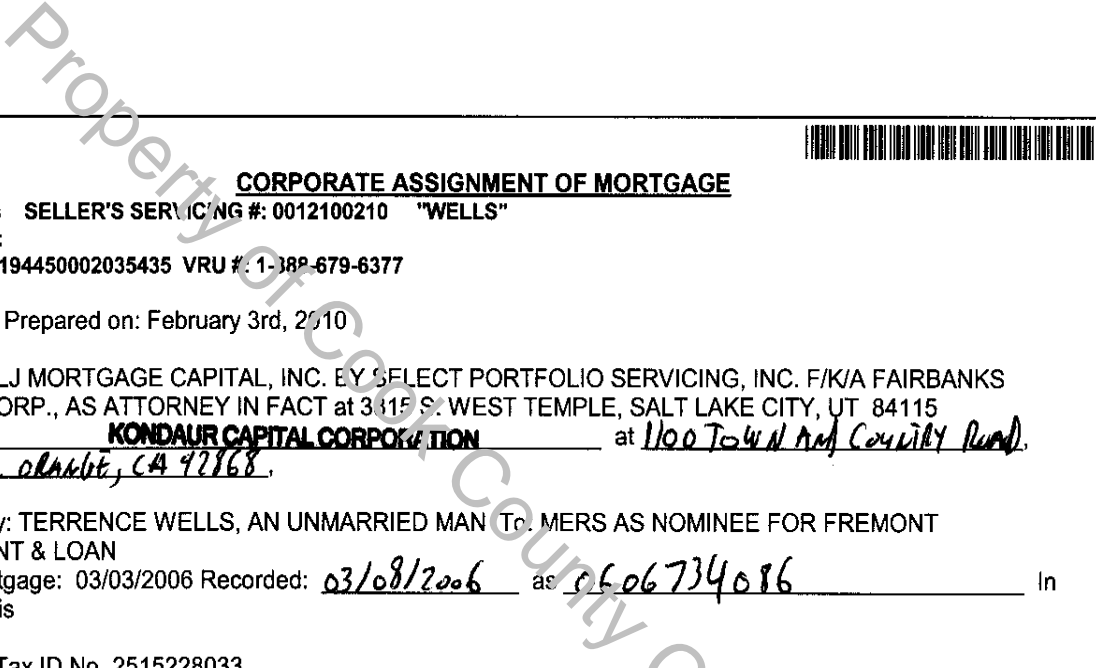 CORPORATE ASSIGNMENT OF MORTGAGE
SELLER'S SERVICING #: 0012100210 "WELLS"
194450002035435 VRU #: 1-888-679-6377
Prepared on: February 3rd, 2010
LJ MORTGAGE CAPITAL, INC. BY SELECT PORTFOLIO SERVICING, INC. F/K/A FAIRBANKS
ORP., AS ATTORNEY IN FACT at 3815 S. WEST TEMPLE, SALT LAKE CITY, UT 84115
KONDAUR CAPITAL CORPORATION at 1100 TOWN AND COUNTRY ROAD,
ORANGE, CA 92868,
y: TERRENCE WELLS, AN UNMARRIED MAN To: MERS AS NOMINEE FOR FREMONT
NT & LOAN
tgage: 03/03/2006 Recorded: 03/08/2006 as 0606734086 In
is
Tax ID No. 2515228033
Property of Cook County